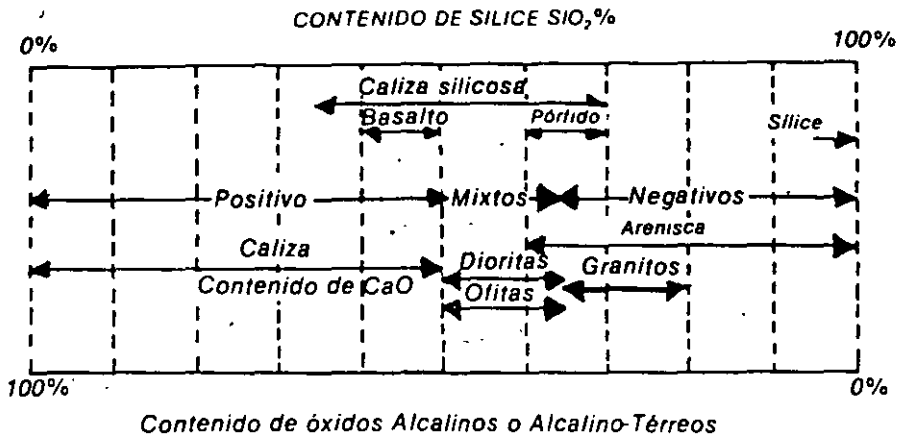 CONTENIDO DE SILICE SIO₂%
0%
100%
Caliza silicosa
Basalto
Pórfido
Sílice
Positivo
Mixtos
Negativos
Arenisca
Caliza
Dioritas
Granitos
Contenido de CaO
Ofitas
100%
0%
Contenido de óxidos Alcalinos o Alcalino-Térreos